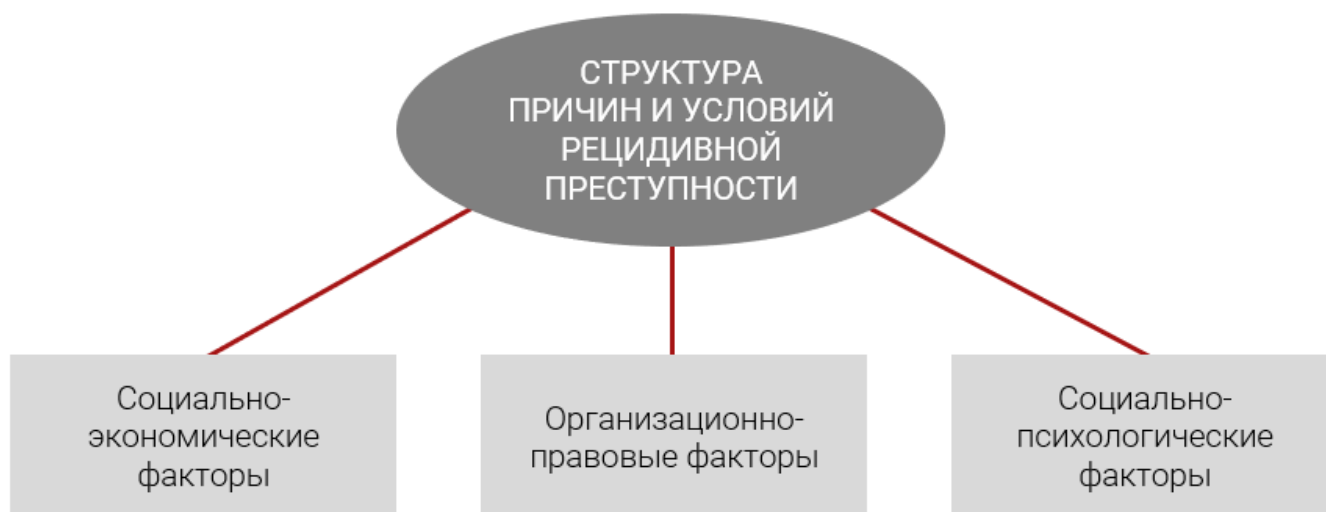 СТРУКТУРА
ПРИЧИН И УСЛОВИЙ
РЕЦИДИВНОЙ
ПРЕСТУПНОСТИ
Социально-
экономические
факторы
Организационно-
правовые факторы
Социально-
психологические
факторы